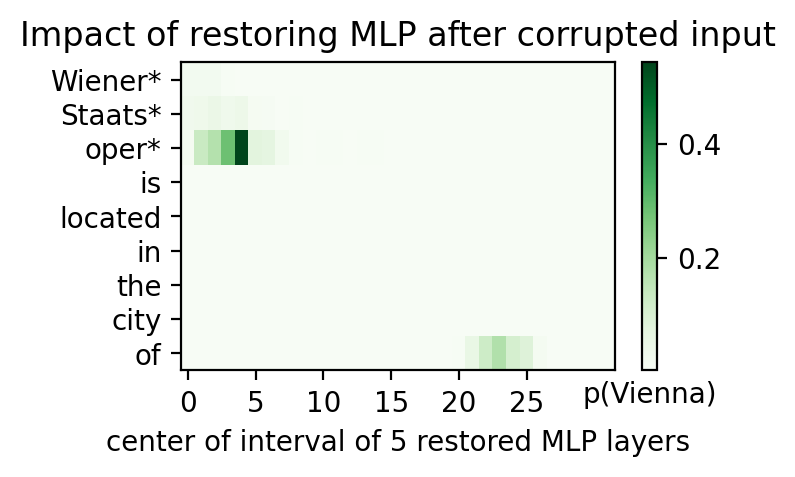 Impact of restoring MLP after corrupted input
Wiener*
Staats*
oper*
is
located
in
the
city
of
0 5 10 15 20 25
center of interval of 5 restored MLP layers
0.4
0.2
p(Vienna)